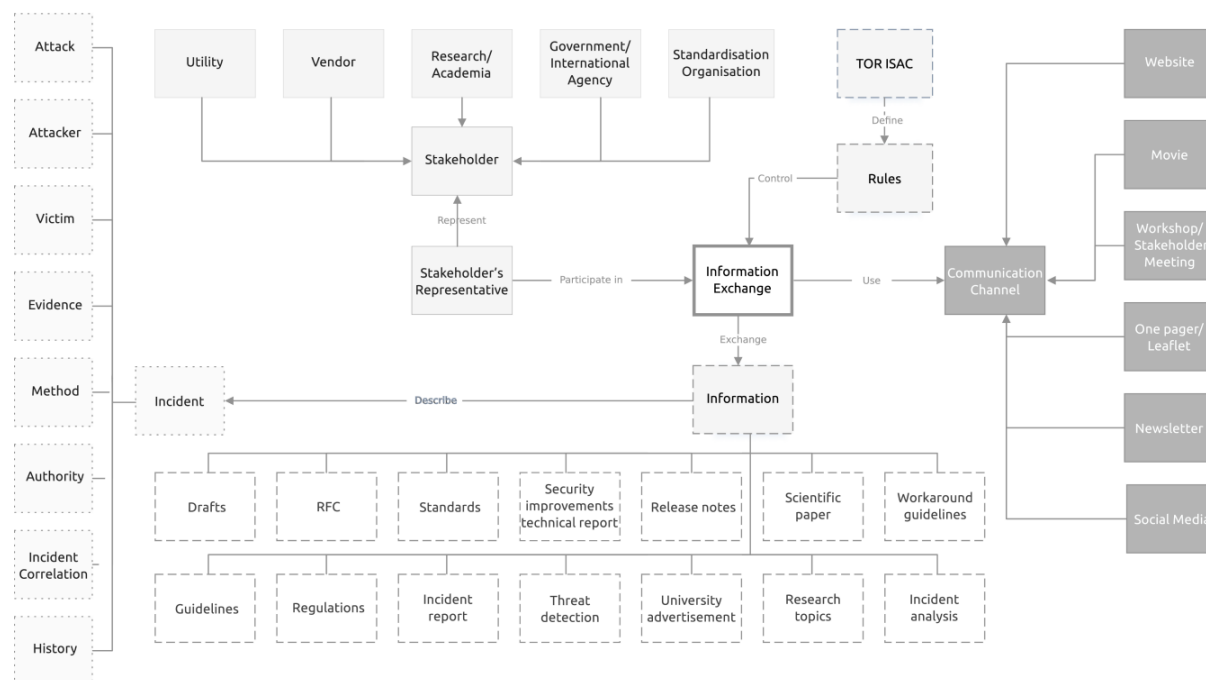 Attack
Utility
Vendor
Research/
Academia
Government/
International
Agency
Standardisation
Organisation
TOR ISAC
Website
Define
Attacker
Stakeholder
Movie
Control
Rules
Victim
Represent
Workshop/
Stakeholder
Meeting
Stakeholder's
Representative
Participate in
Information
Exchange
Use
Communication
Channel
Evidence
Exchange
One pager/
Leaflet
Method
Incident
Describe
Information
Newsletter
Authority
Drafts
RFC
Standards
Security
improvements
technical report
Release notes
Scientific
paper
Workaround
guidelines
Social Media
Incident
Correlation
Guidelines
Regulations
Incident
report
Threat
detection
University
advertisement
Research
topics
Incident
analysis
History